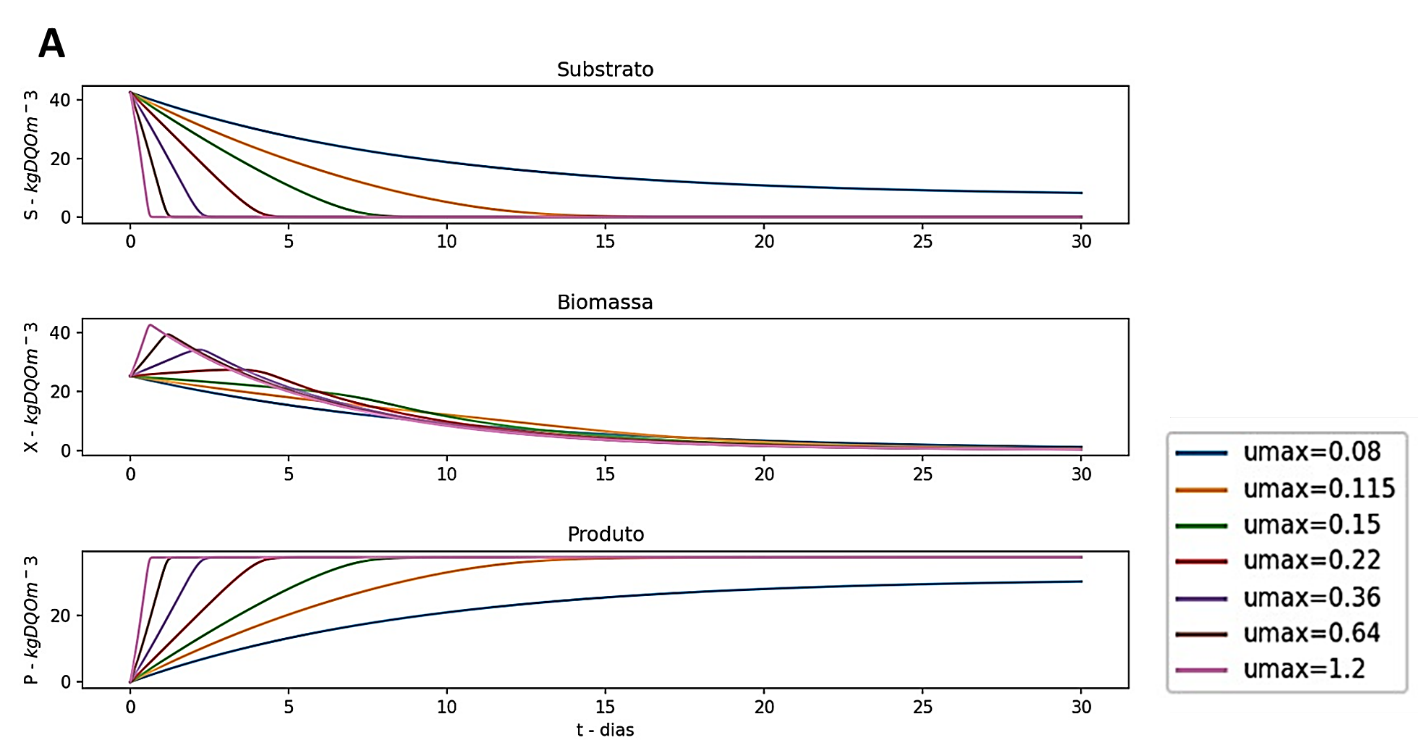 A
Substrato
S - kgDQOm⁻3
40
20
0
0 5 10 15 20 25 30
Biomassa
X - kgDQOm⁻3
40
20
0
0 5 10 15 20 25 30
Produto
P - kgDQOm⁻3
20
0
0 5 10 15 20 25 30
t - dias
umax=0.08
umax=0.115
umax=0.15
umax=0.22
umax=0.36
umax=0.64
umax=1.2